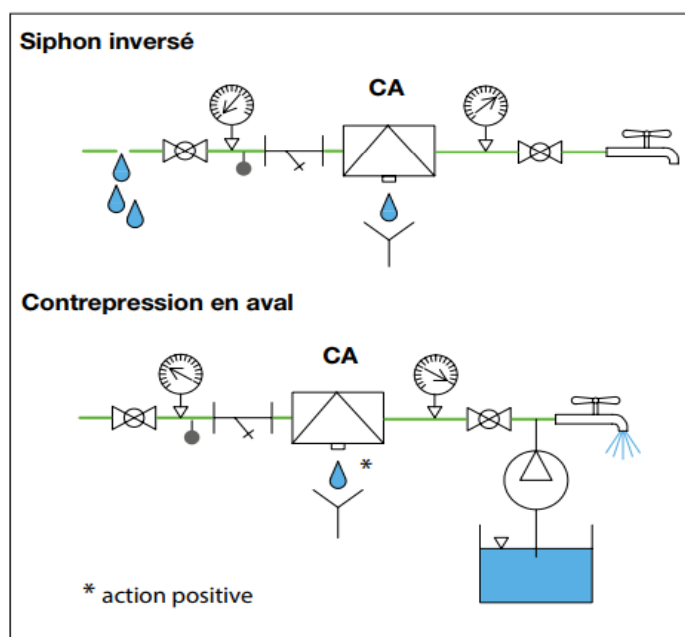 Siphon inversé
CA
Contrepression en aval
CA
*
* action positive